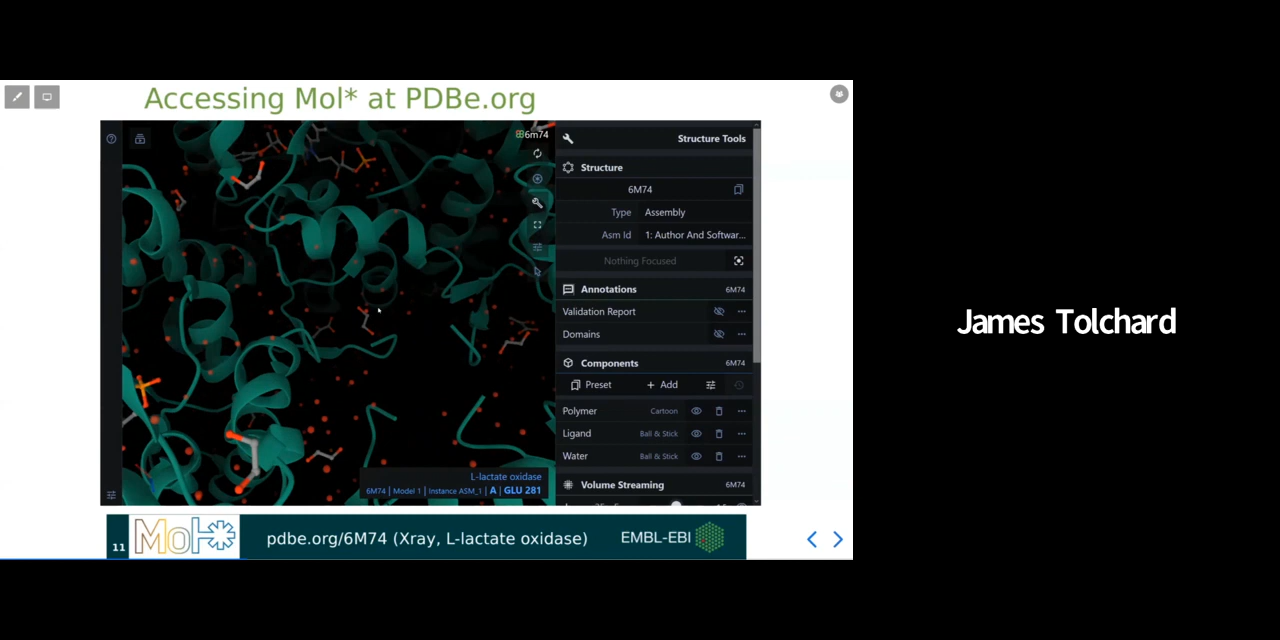 Accessing Mol* at PDBe.org
6m74
Structure Tools
Structure
6M74
Type Assembly
Asm Id 1: Author And Softwar...
Nothing Focused
Annotations 6M74
Validation Report
Domains
Components 6M74
Preset + Add
Polymer Cartoon
Ligand Ball & Stick
Water Ball & Stick
Volume Streaming 6M74
L-lactate oxidase
6M74 | Model 1 | Instance ASM_1 | A | GLU 281
11
Mol*
pdbe.org/6M74 (Xray, L-lactate oxidase)
EMBL-EBI
James Tolchard